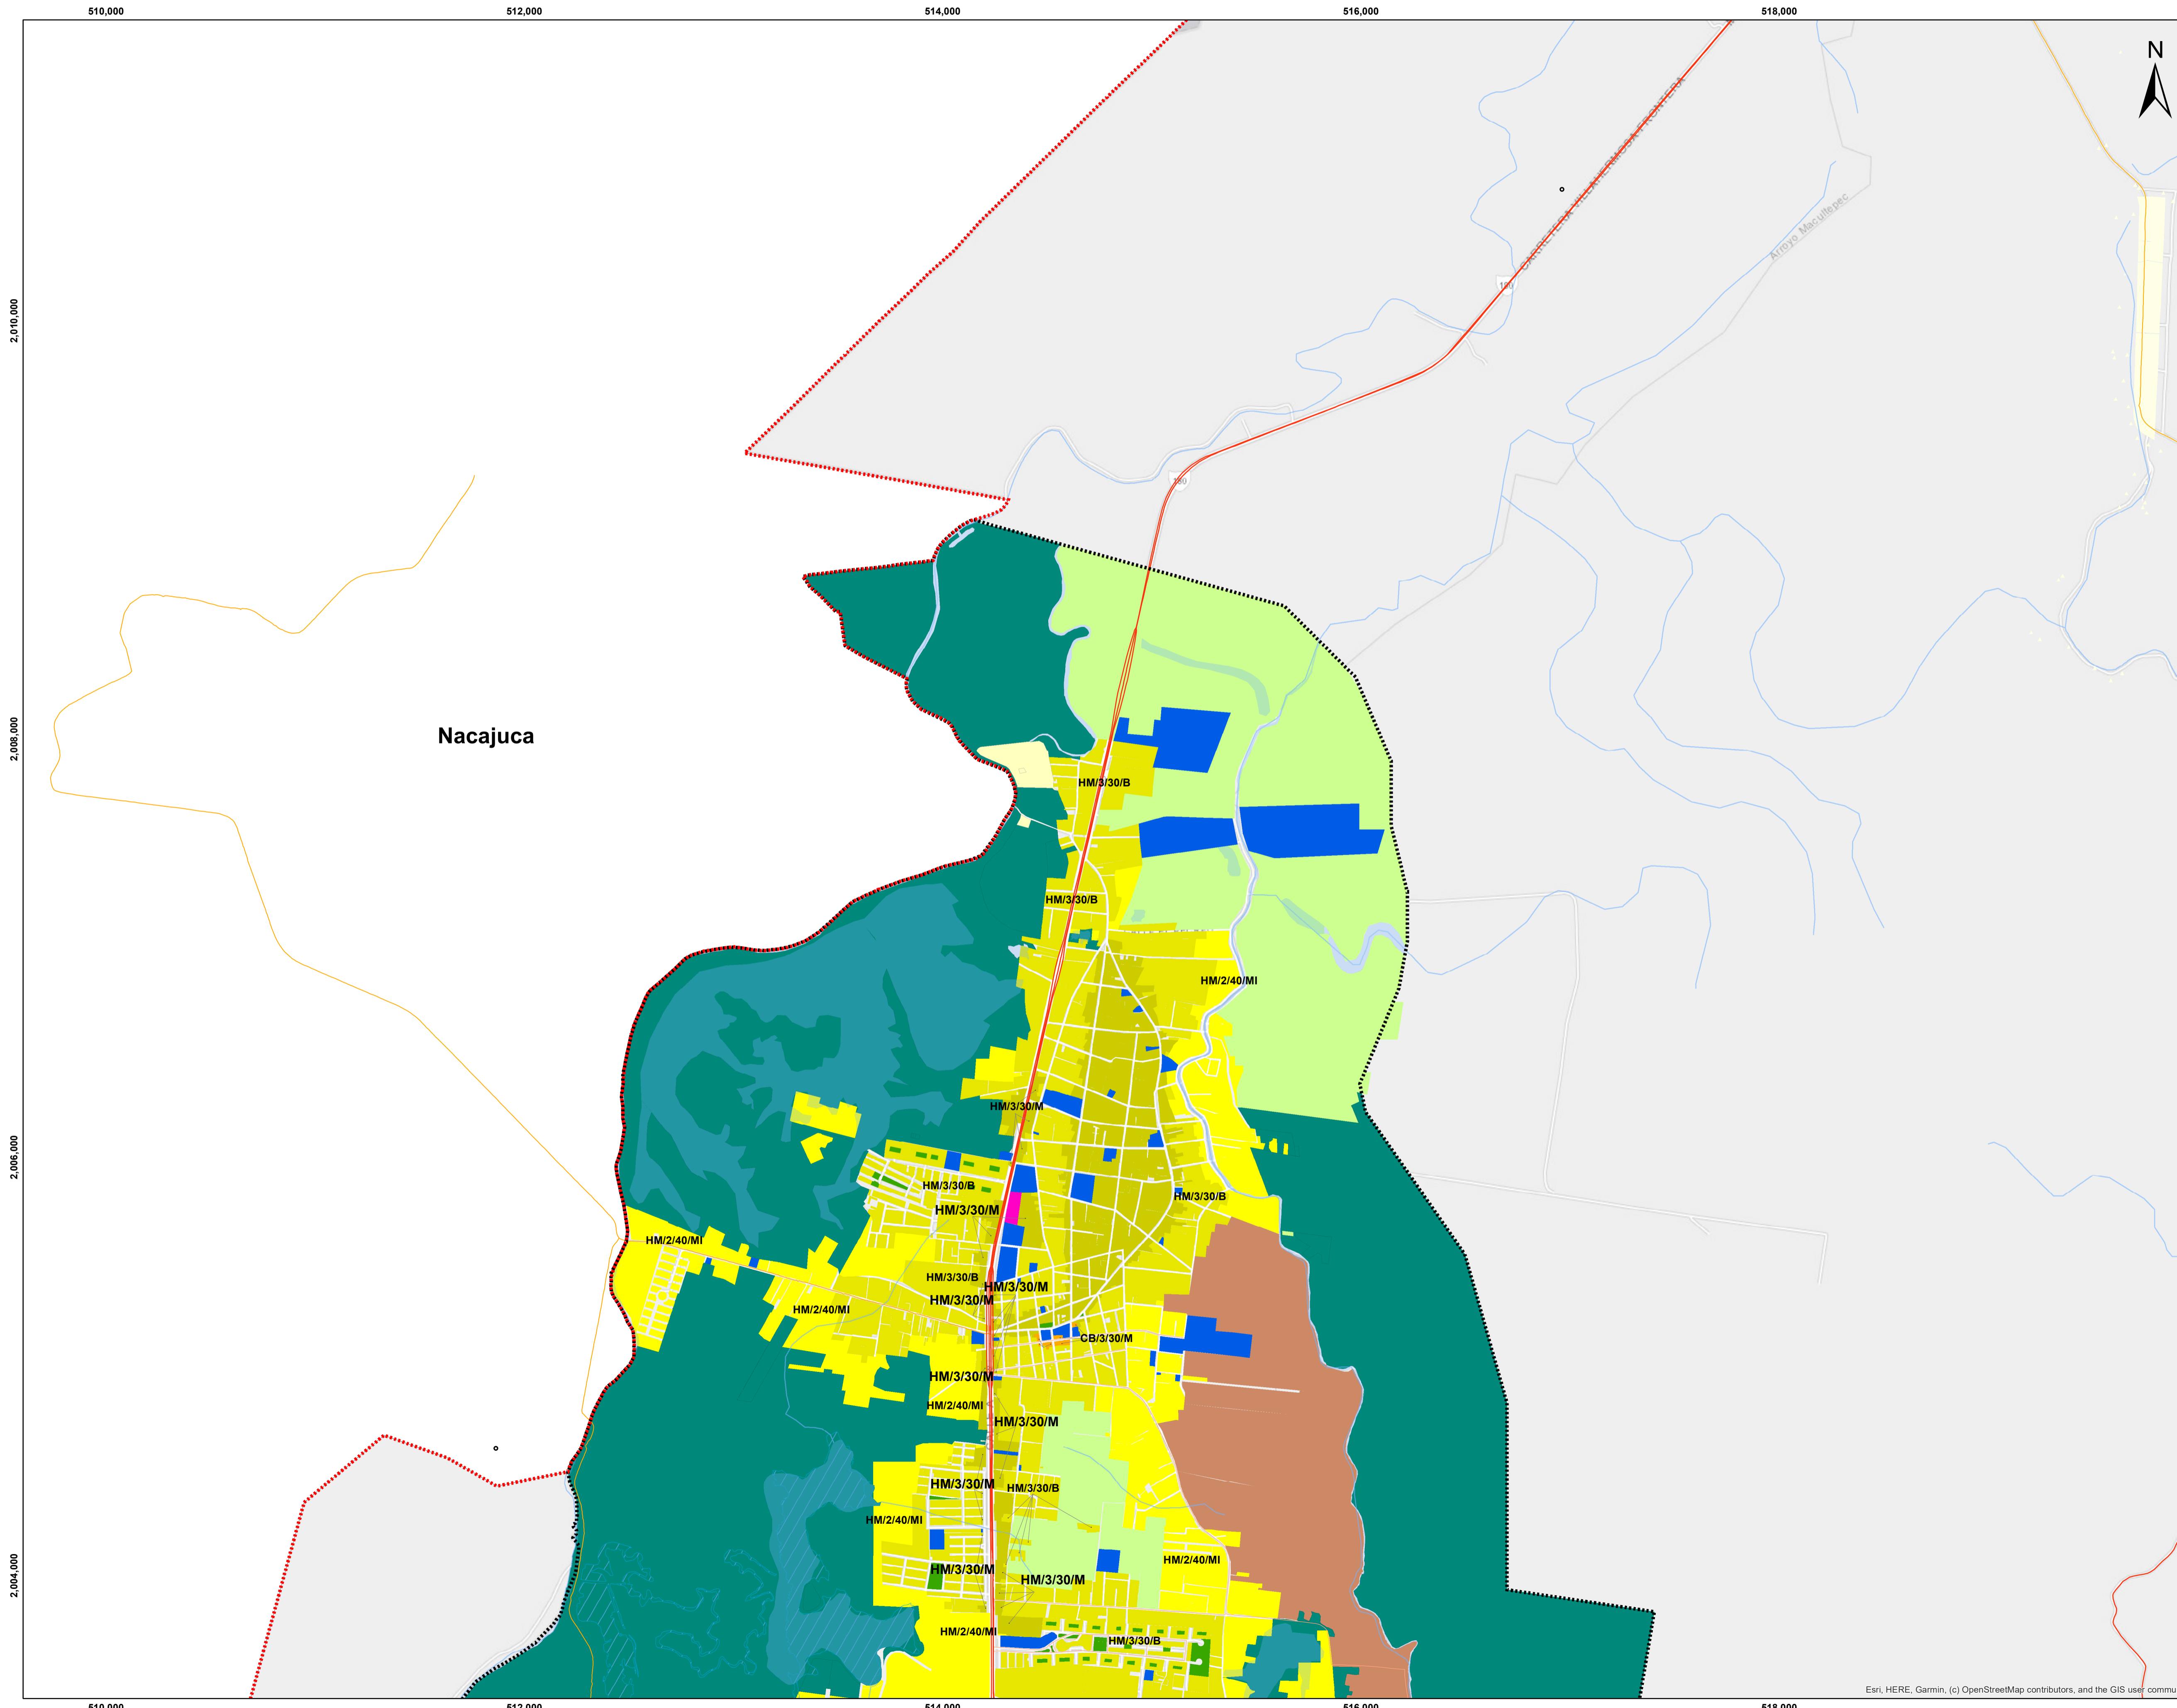 510,000
512,000
514,000
516,000
518,000
N
CARRETERA VILLAHERMOSA-FRONTERA
Arroyo Macultepec
180
2,010,000
180
Nacajuca
2,008,000
HM/3/30/B
HM/3/30/B
HM/2/40/MI
HM/3/30/M
2,006,000
HM/3/30/B
HM/3/30/B
HM/3/30/M
HM/2/40/MI
HM/3/30/B
HM/3/30/M
HM/3/30/M
HM/2/40/MI
CB/3/30/M
HM/3/30/M
HM/2/40/MI
HM/3/30/M
HM/3/30/M
HM/3/30/B
HM/2/40/MI
HM/2/40/MI
2,004,000
HM/3/30/M
HM/3/30/M
HM/2/40/MI
HM/3/30/B
Esri, HERE, Garmin, (c) OpenStreetMap contributors, and the GIS user commu
510,000
512,000
514,000
516,000
518,000